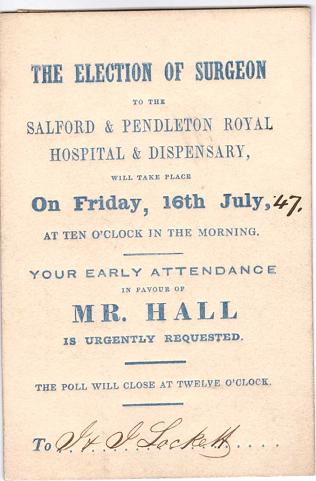 THE ELECTION OF SURGEON
TO THE
SALFORD & PENDLETON ROYAL
HOSPITAL & DISPENSARY,
WILL TAKE PLACE
On Friday, 16th July, 47.
AT TEN O'CLOCK IN THE MORNING.
YOUR EARLY ATTENDANCE
IN FAVOUR OF
MR. HALL
IS URGENTLY REQUESTED.
THE POLL WILL CLOSE AT TWELVE O'CLOCK.
To J & J Lockett